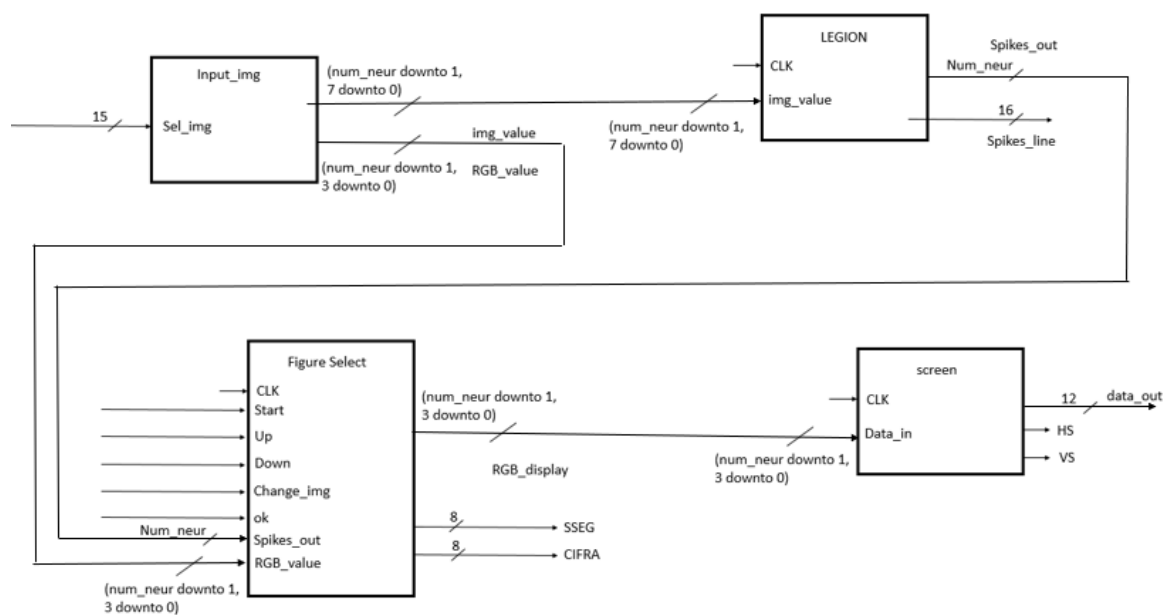 Input_img
15
Sel_img
(num_neur downto 1,
7 downto 0)
img_value
(num_neur downto 1,
3 downto 0)
RGB_value
LEGION
CLK
img_value
(num_neur downto 1,
7 downto 0)
Spikes_out
Num_neur
16
Spikes_line
Figure Select
CLK
Start
Up
Down
Change_img
ok
Num_neur
Spikes_out
RGB_value
(num_neur downto 1,
3 downto 0)
(num_neur downto 1,
3 downto 0)
RGB_display
8
SSEG
8
CIFRA
screen
CLK
Data_in
(num_neur downto 1,
3 downto 0)
12
data_out
HS
VS